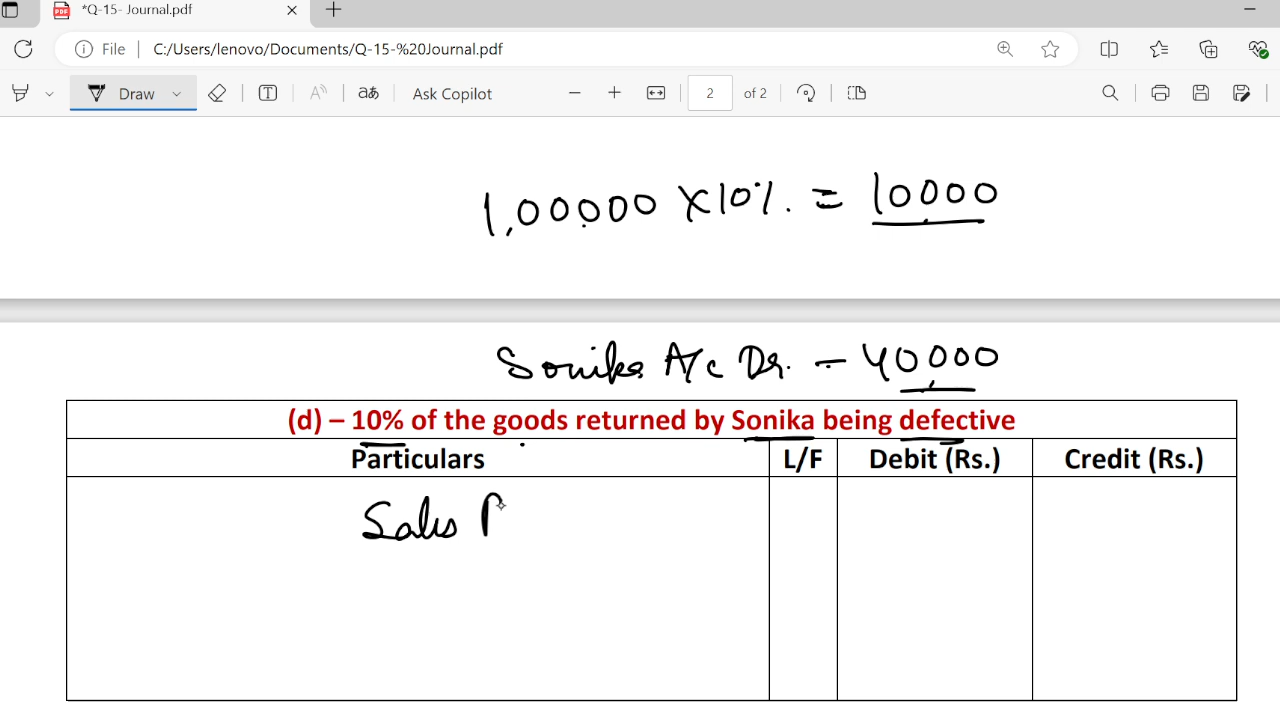 *Q-15- Journal.pdf
File C:/Users/lenovo/Documents/Q-15-%20Journal.pdf
Draw T A aあ Ask Copilot 2 of 2
1,00000 X10%. = 10000
Sonika A/c Dr. - 40000
(d) – 10% of the goods returned by Sonika being defective
Particulars L/F Debit (Rs.) Credit (Rs.)
Sales